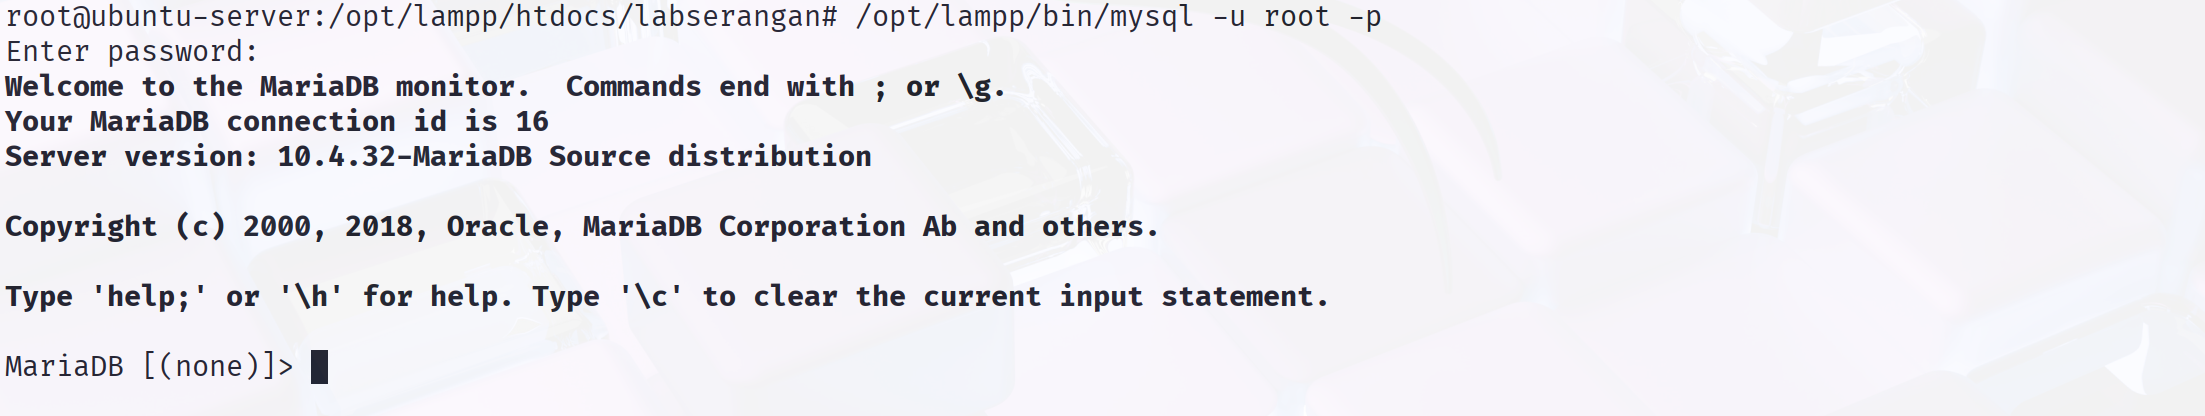 root@ubuntu-server:/opt/lampp/htdocs/labserangan# /opt/lampp/bin/mysql -u root -p
Enter password:
Welcome to the MariaDB monitor.  Commands end with ; or \g.
Your MariaDB connection id is 16
Server version: 10.4.32-MariaDB Source distribution

Copyright (c) 2000, 2018, Oracle, MariaDB Corporation Ab and others.

Type 'help;' or '\h' for help. Type '\c' to clear the current input statement.

MariaDB [(none)]>